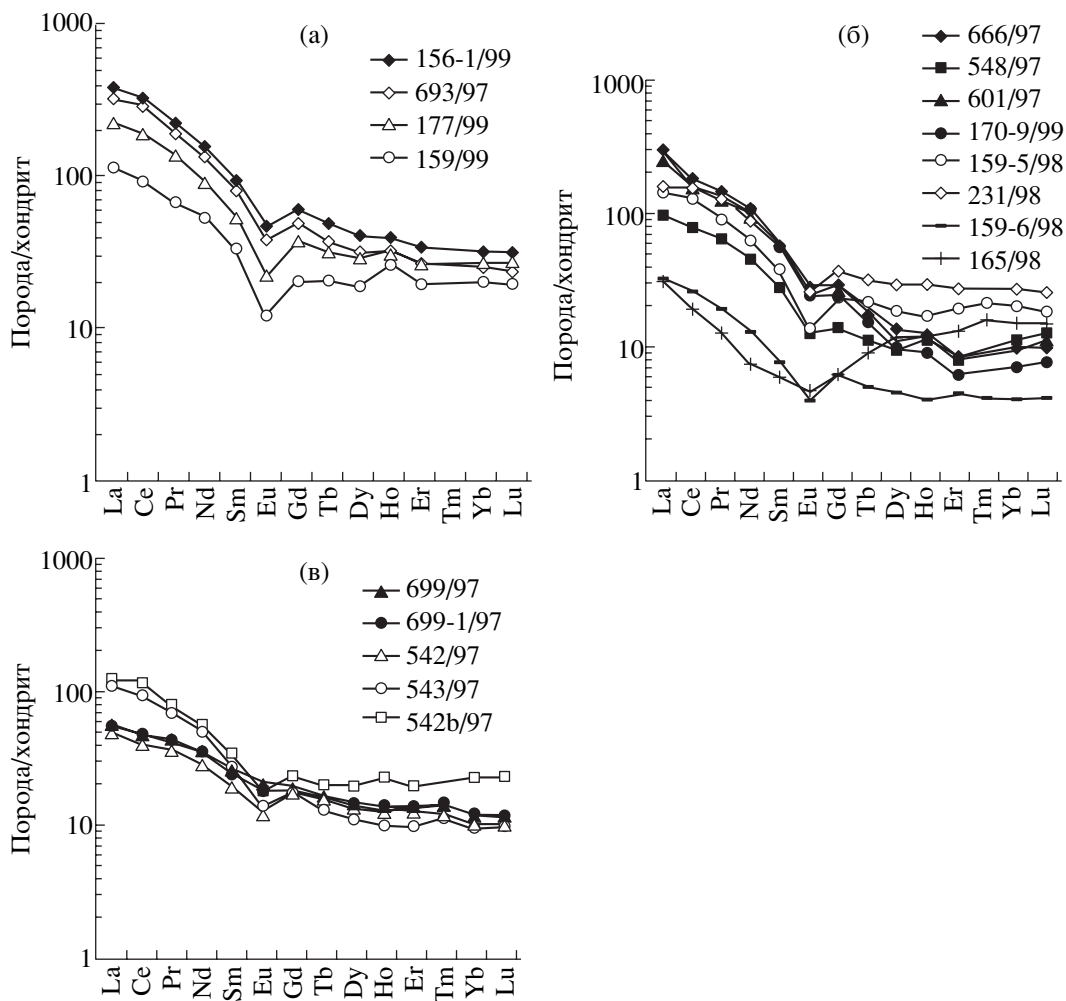 (а)
1000
100
10
1
Порода/хондрит
156-1/99
693/97
177/99
159/99
La Ce Pr Nd Sm Eu Gd Tb Dy Ho Er Tm Yb Lu
(б)
1000
100
10
1
Порода/хондрит
666/97
548/97
601/97
170-9/99
159-5/98
231/98
159-6/98
165/98
La Ce Pr Nd Sm Eu Gd Tb Dy Ho Er Tm Yb Lu
(в)
1000
100
10
1
Порода/хондрит
699/97
699-1/97
542/97
543/97
542b/97
La Ce Pr Nd Sm Eu Gd Tb Dy Ho Er Tm Yb Lu